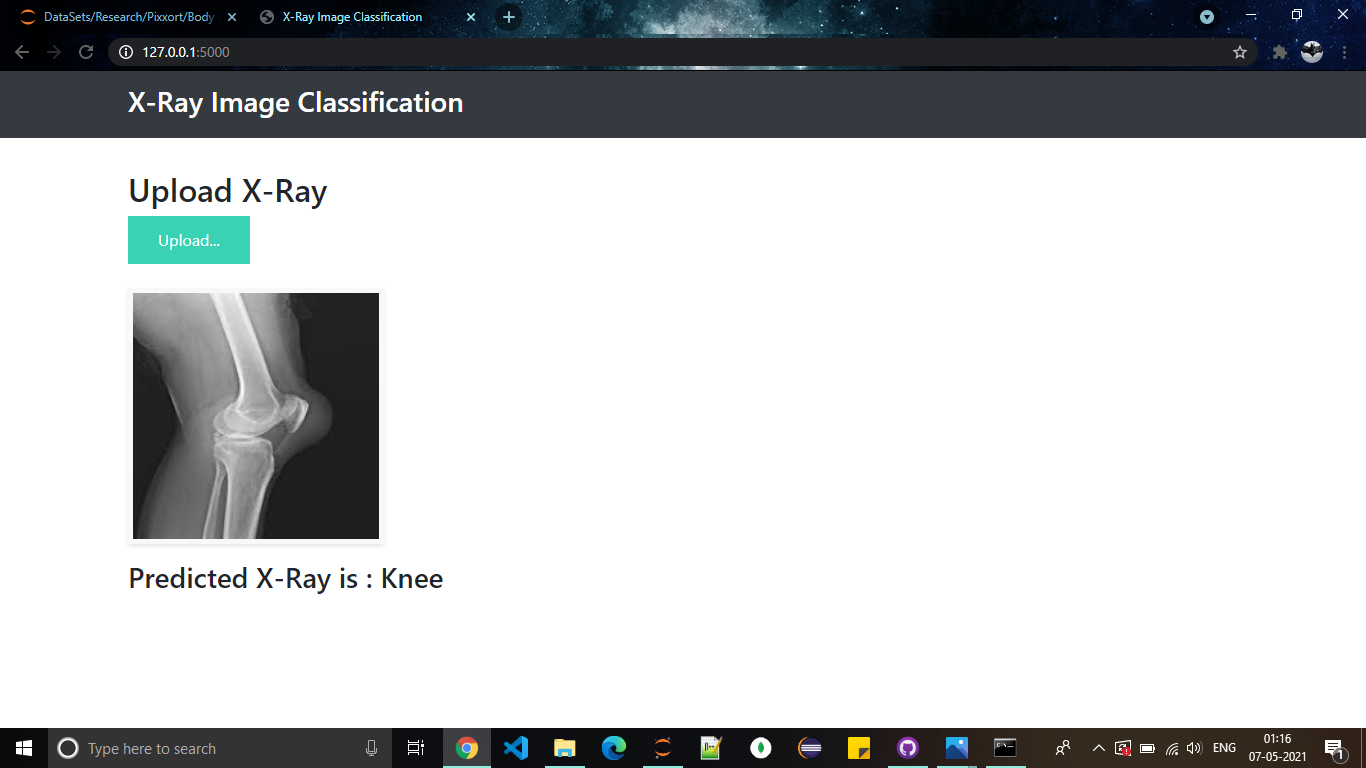 DataSets/Research/Pixxort/Body
X-Ray Image Classification
127.0.0.1:5000
X-Ray Image Classification
Upload X-Ray
Upload...
Predicted X-Ray is : Knee
Type here to search
ENG
01:16
07-05-2021
1